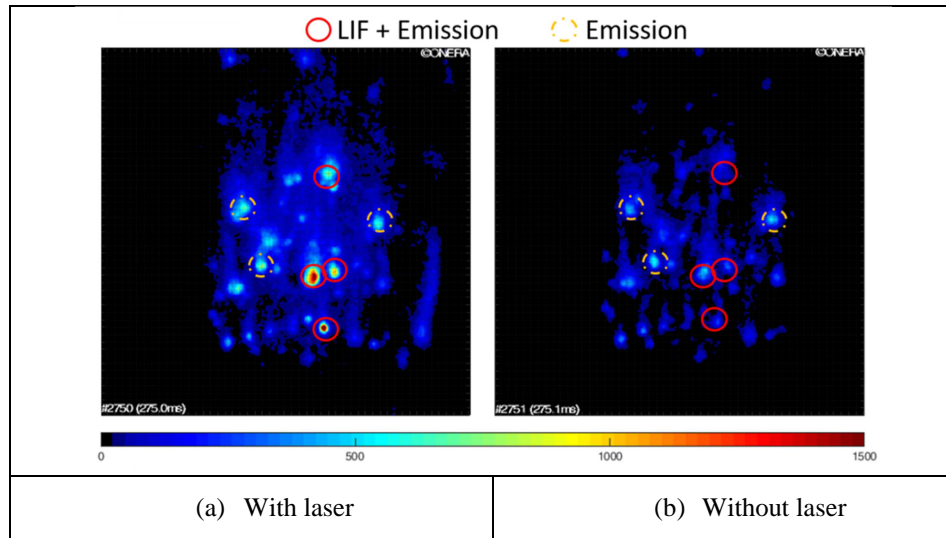 LIF + Emission
Emission
©ONERA
©ONERA
#2750 (275.0ms)
#2751 (275.1ms)
0
500
1000
1500
(a) With laser
(b) Without laser